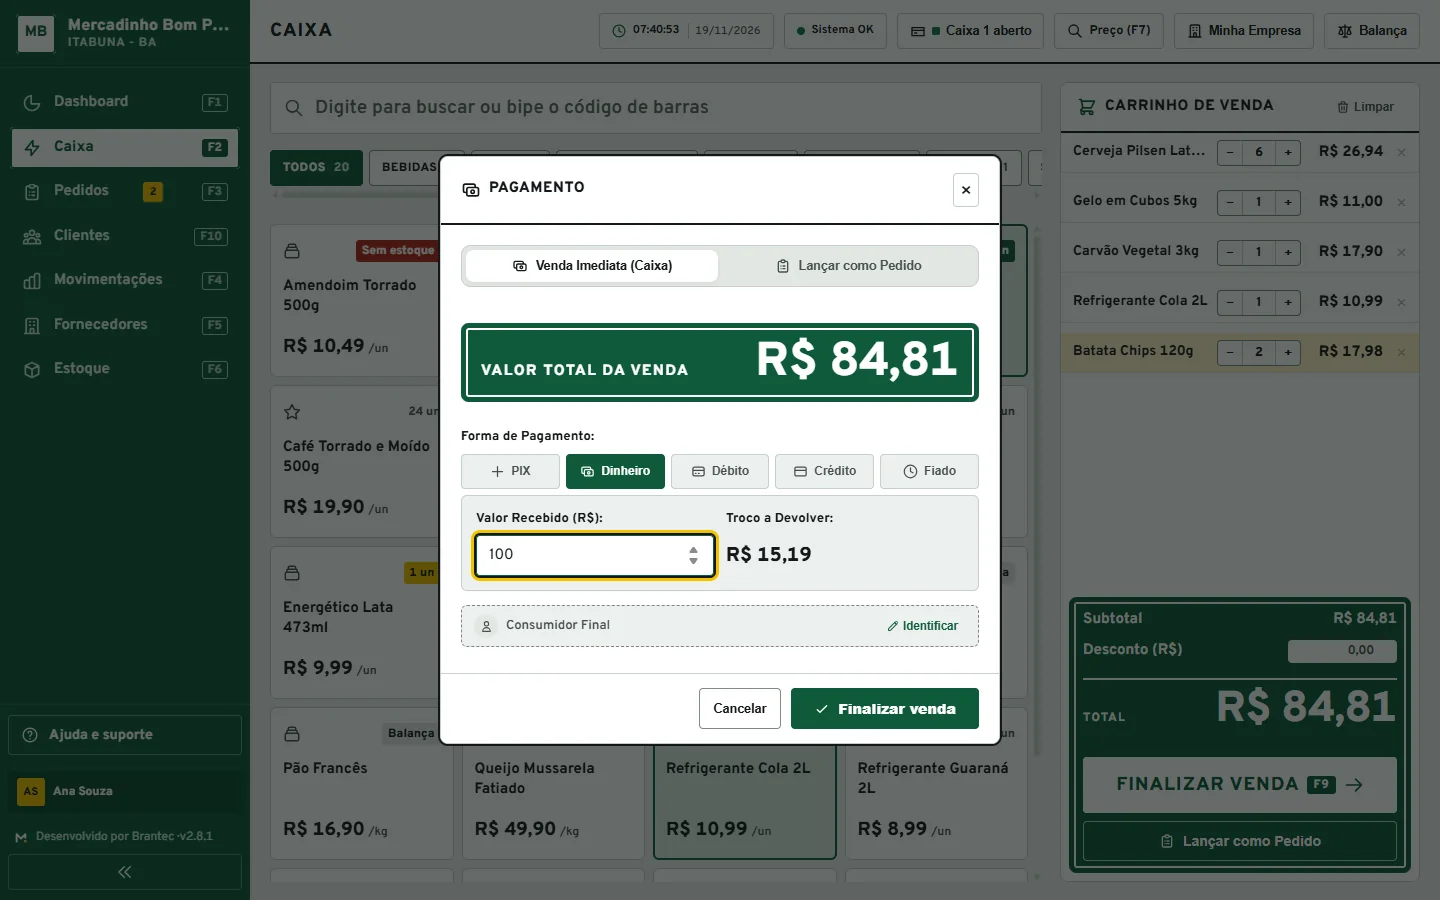 MB
Mercadinho Bom P...
ITABUNA - BA
Dashboard F1
Caixa F2
Pedidos 2 F3
Clientes F10
Movimentações F4
Fornecedores F5
Estoque F6
Ajuda e suporte
AS Ana Souza
Desenvolvido por Brantec · v2.8.1
CAIXA
07:40:53 19/11/2026
Sistema OK
Caixa 1 aberto
Preço (F7)
Minha Empresa
Balança
Digite para buscar ou bipe o código de barras
TODOS 20
BEBIDAS
1
Sem estoque
Amendoim Torrado
500g
R$ 10,49 /un
24 un
Café Torrado e Moído
500g
R$ 19,90 /un
un
1 un
Energético Lata
473ml
R$ 9,99 /un
Balança
Pão Francês
R$ 16,90 /kg
Queijo Mussarela
Fatiado
R$ 49,90 /kg
Refrigerante Cola 2L
R$ 10,99 /un
un
Refrigerante Guaraná
2L
R$ 8,99 /un
PAGAMENTO
×
Venda Imediata (Caixa)
Lançar como Pedido
VALOR TOTAL DA VENDA R$ 84,81
Forma de Pagamento:
PIX
Dinheiro
Débito
Crédito
Fiado
Valor Recebido (R$):
100
Troco a Devolver:
R$ 15,19
Consumidor Final
Identificar
Cancelar
Finalizar venda
CARRINHO DE VENDA
Limpar
Cerveja Pilsen Lat... − 6 + R$ 26,94 ×
Gelo em Cubos 5kg − 1 + R$ 11,00 ×
Carvão Vegetal 3kg − 1 + R$ 17,90 ×
Refrigerante Cola 2L − 1 + R$ 10,99 ×
Batata Chips 120g − 2 + R$ 17,98 ×
Subtotal R$ 84,81
Desconto (R$) 0,00
TOTAL R$ 84,81
FINALIZAR VENDA F9
Lançar como Pedido